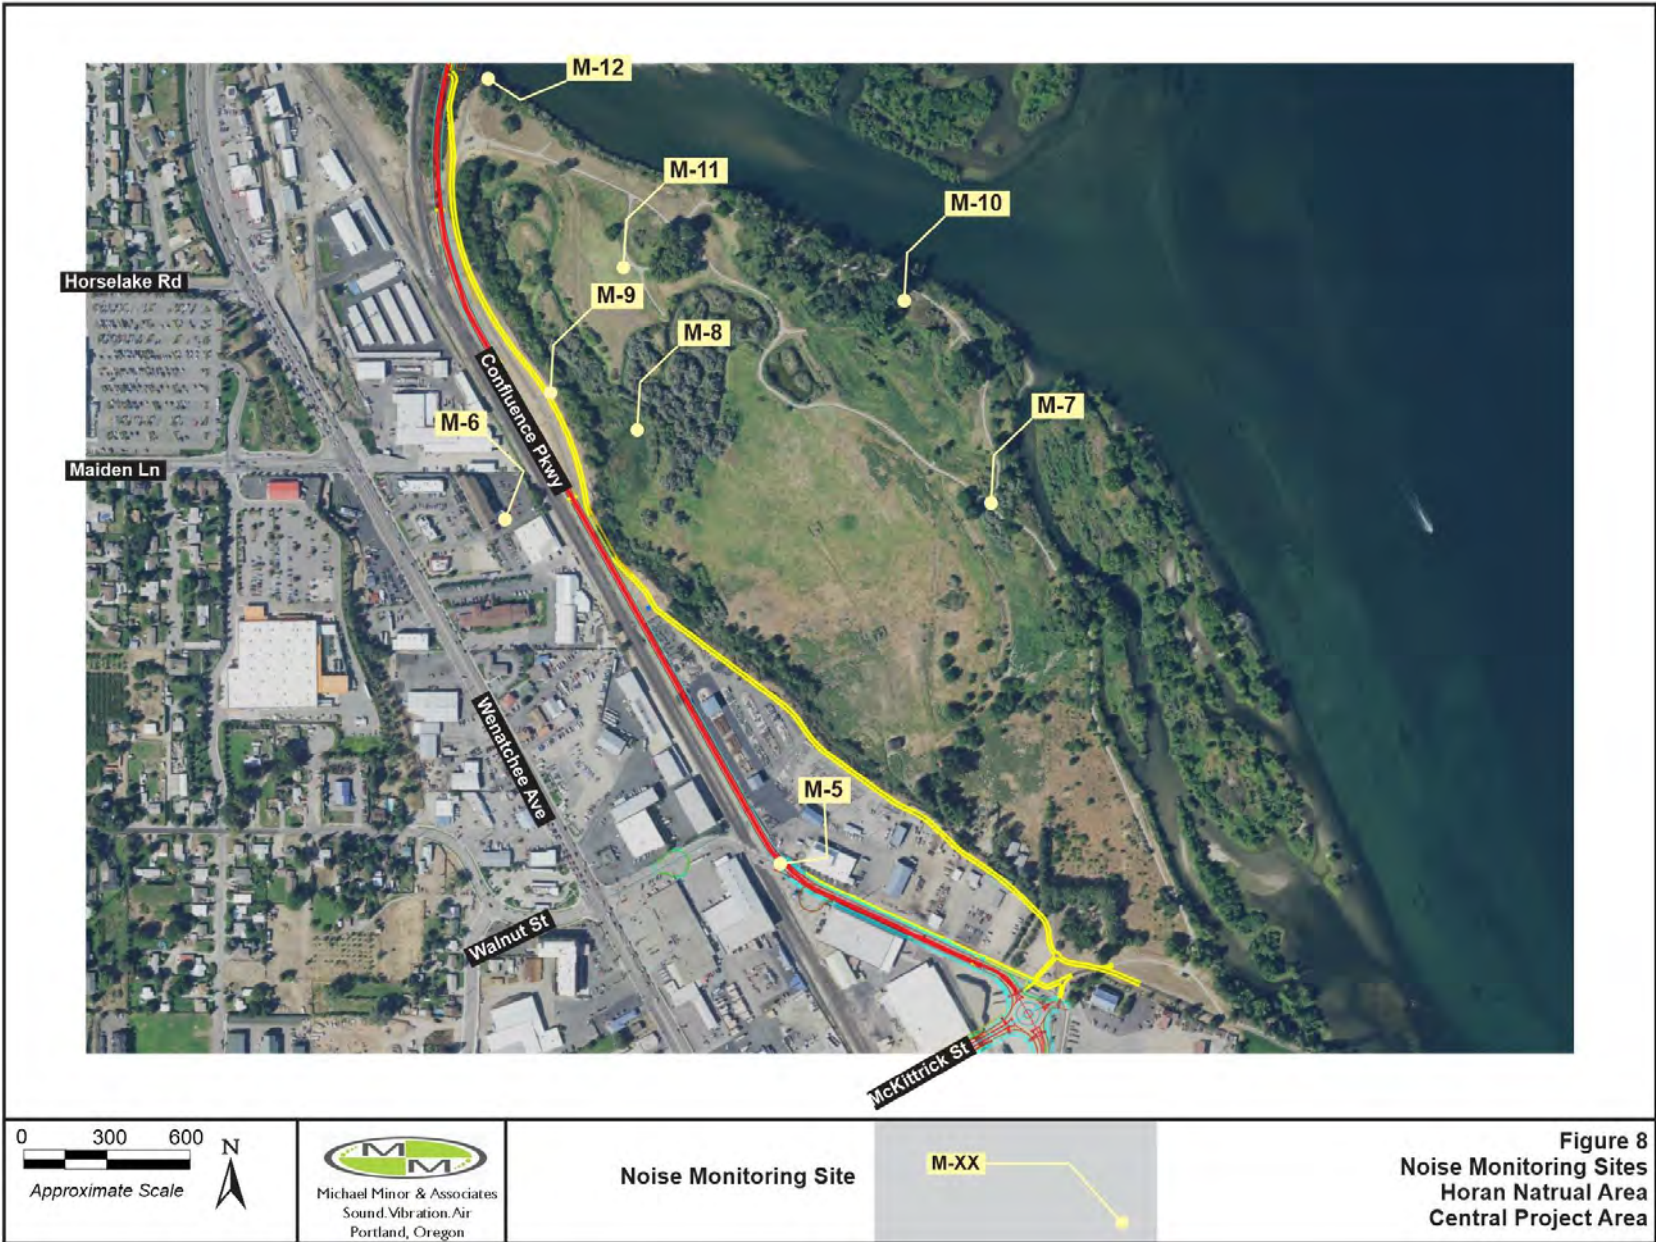 M-12
M-11
M-10
Horselake Rd
M-9
M-8
Confluence Pkwy
M-7
M-6
Maiden Ln
Wenatchee Ave
M-5
Walnut St
McKittrick St
0 300 600
Approximate Scale
N
M M
Michael Minor & Associates
Sound.Vibration.Air
Portland, Oregon
Noise Monitoring Site
M-XX
Figure 8
Noise Monitoring Sites
Horan Natrual Area
Central Project Area